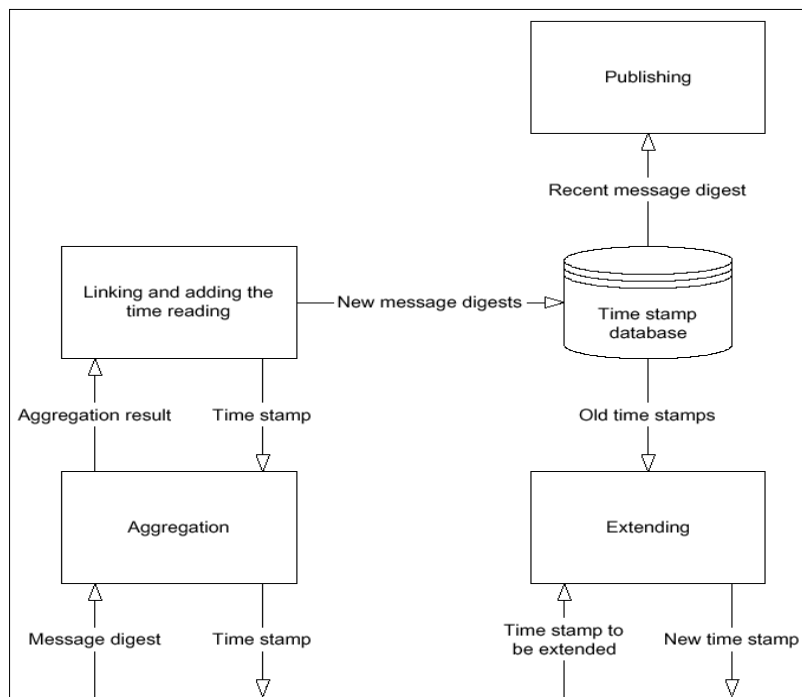 Publishing
Recent message digest
Linking and adding the
time reading
New message digests
Time stamp
database
Aggregation result
Time stamp
Old time stamps
Aggregation
Extending
Message digest
Time stamp
Time stamp to
be extended
New time stamp